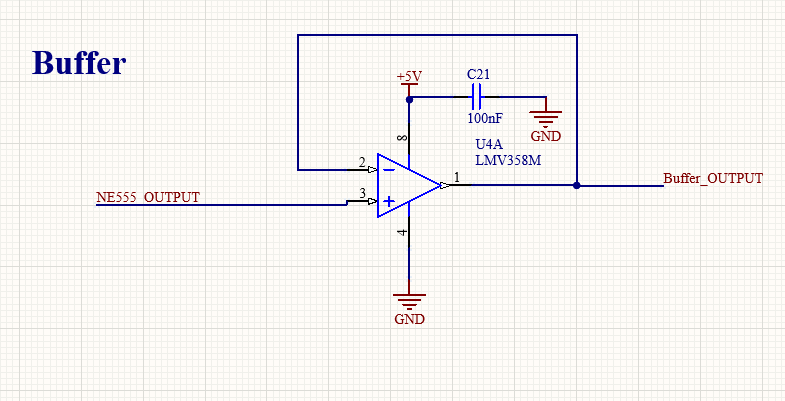 Buffer
+5V
C21
100nF
GND
8
U4A
LMV358M
2
1
Buffer_OUTPUT
NE555_OUTPUT
3
4
GND